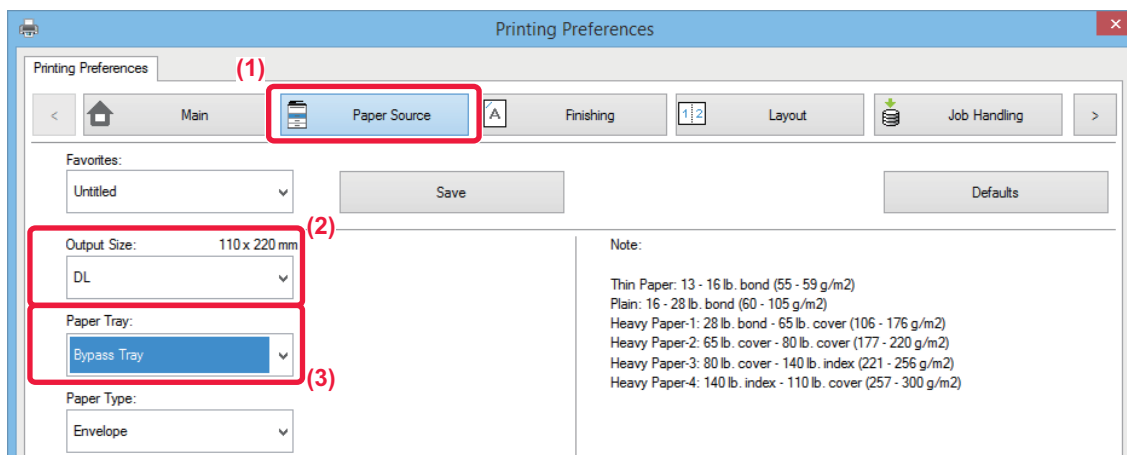 Printing Preferences
×
Printing Preferences
(1)
<
Main
Paper Source
A
Finishing
1 2
Layout
Job Handling
>
Favorites:
Untitled
Save
Defaults
(2)
Output Size: 110 x 220 mm
DL
Paper Tray:
Bypass Tray
(3)
Paper Type:
Envelope
Note:
Thin Paper: 13 - 16 lb. bond (55 - 59 g/m2)
Plain: 16 - 28 lb. bond (60 - 105 g/m2)
Heavy Paper-1: 28 lb. bond - 65 lb. cover (106 - 176 g/m2)
Heavy Paper-2: 65 lb. cover - 80 lb. cover (177 - 220 g/m2)
Heavy Paper-3: 80 lb. cover - 140 lb. index (221 - 256 g/m2)
Heavy Paper-4: 140 lb. index - 110 lb. cover (257 - 300 g/m2)